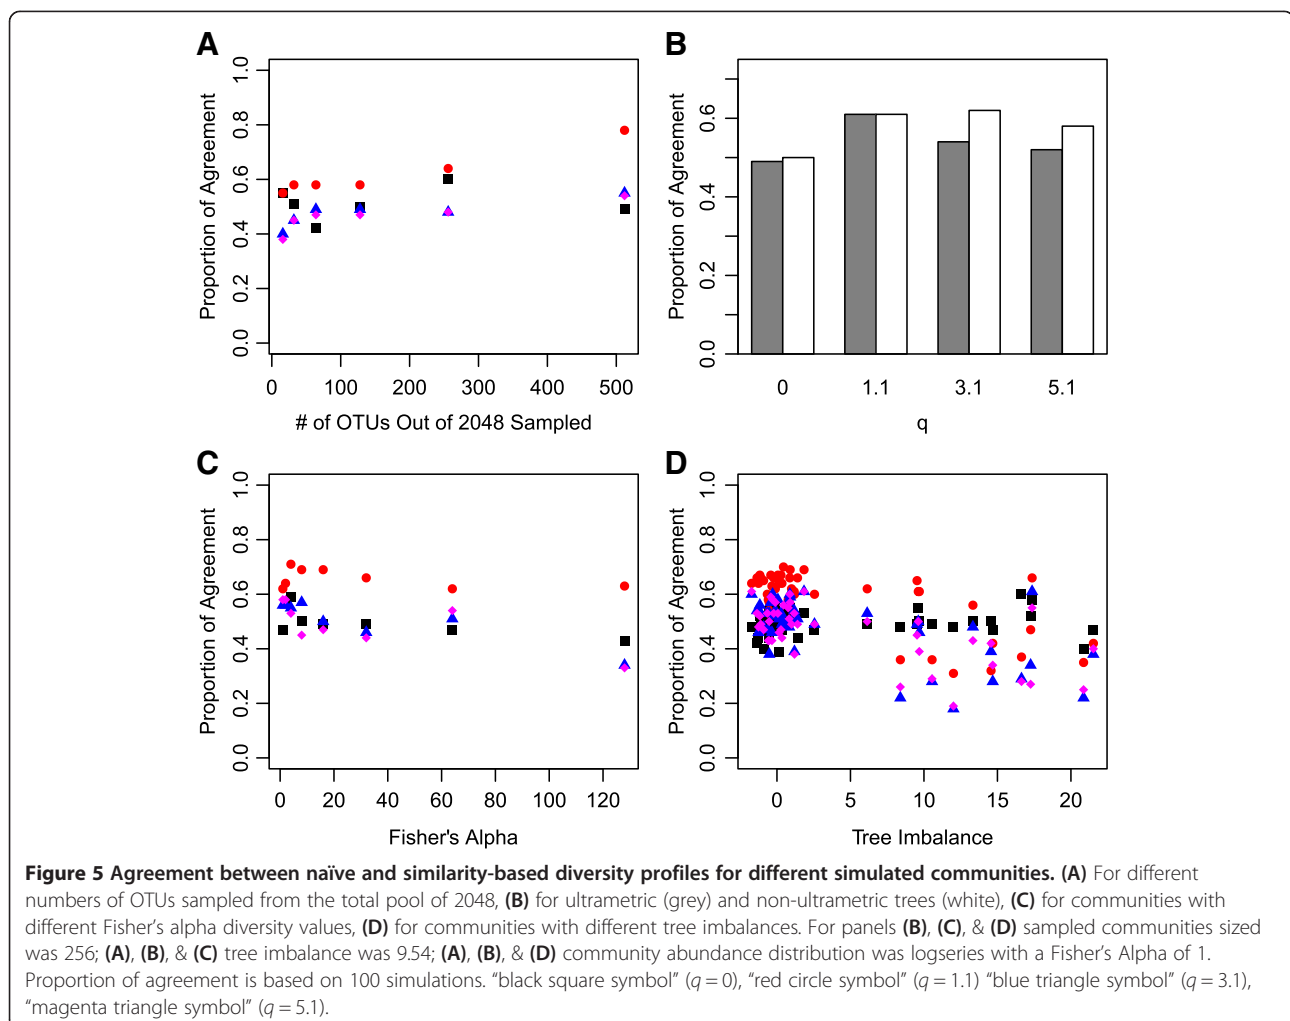 A
Proportion of Agreement
1.0
0.8
0.6
0.4
0.2
0.0
0 100 200 300 400 500
# of OTUs Out of 2048 Sampled
B
Proportion of Agreement
0.6
0.4
0.2
0.0
0 1.1 3.1 5.1
q
C
Proportion of Agreement
1.0
0.8
0.6
0.4
0.2
0.0
0 20 40 60 80 100 120
Fisher's Alpha
D
Proportion of Agreement
1.0
0.8
0.6
0.4
0.2
0.0
0 5 10 15 20
Tree Imbalance
Figure 5 Agreement between naïve and similarity-based diversity profiles for different simulated communities. (A) For different
numbers of OTUs sampled from the total pool of 2048, (B) for ultrametric (grey) and non-ultrametric trees (white), (C) for communities with
different Fisher's alpha diversity values, (D) for communities with different tree imbalances. For panels (B), (C), & (D) sampled communities sized
was 256; (A), (B), & (C) tree imbalance was 9.54; (A), (B), & (D) community abundance distribution was logseries with a Fisher's Alpha of 1.
Proportion of agreement is based on 100 simulations. “black square symbol” (q = 0), “red circle symbol” (q = 1.1) “blue triangle symbol” (q = 3.1),
“magenta triangle symbol” (q = 5.1).